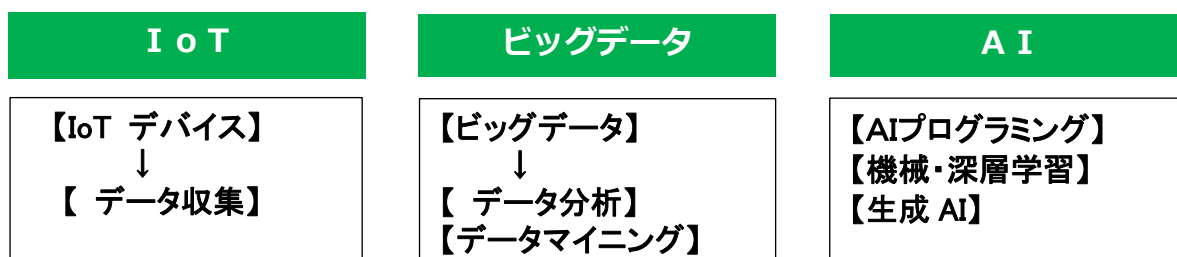 ＩｏＴ
【IoT デバイス】
↓
【 データ収集】
ビッグデータ
【ビッグデータ】
↓
【 データ分析】
【データマイニング】
ＡＩ
【AIプログラミング】
【機械・深層学習】
【生成 AI】